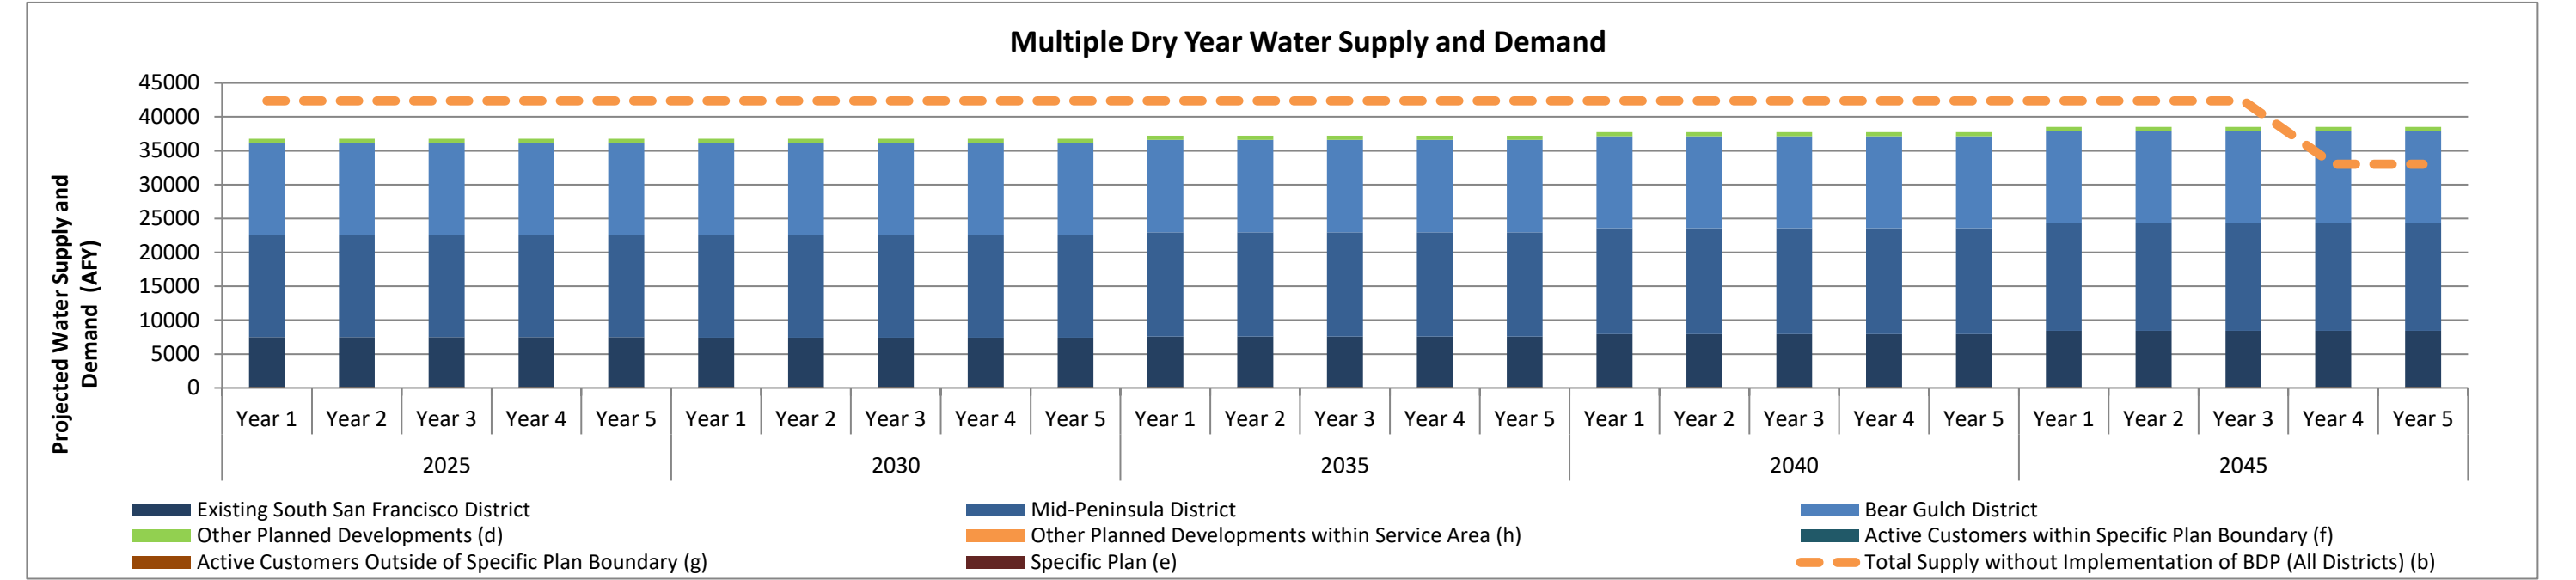 Multiple Dry Year Water Supply and Demand
Projected Water Supply and
Demand (AFY)
45000
40000
35000
30000
25000
20000
15000
10000
5000
0
Year 1 Year 2 Year 3 Year 4 Year 5 Year 1 Year 2 Year 3 Year 4 Year 5 Year 1 Year 2 Year 3 Year 4 Year 5 Year 1 Year 2 Year 3 Year 4 Year 5 Year 1 Year 2 Year 3 Year 4 Year 5
2025 2030 2035 2040 2045
Existing South San Francisco District Mid-Peninsula District Bear Gulch District
Other Planned Developments (d) Other Planned Developments within Service Area (h) Active Customers within Specific Plan Boundary (f)
Active Customers Outside of Specific Plan Boundary (g) Specific Plan (e) Total Supply without Implementation of BDP (All Districts) (b)